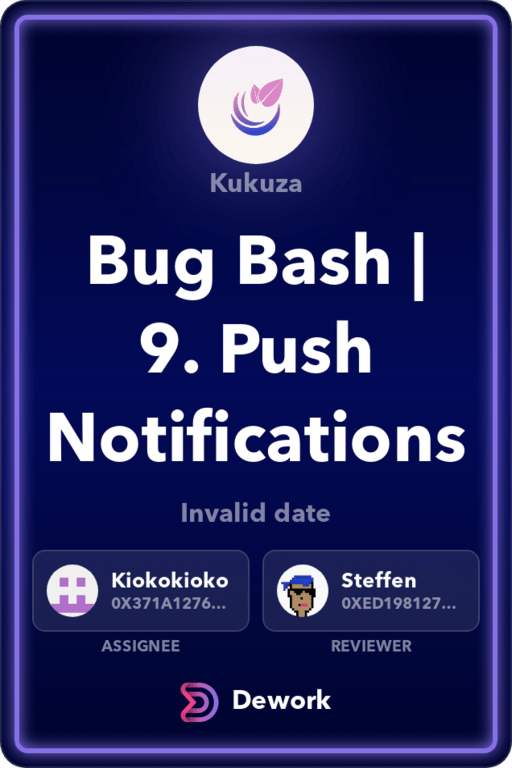 Kukuza
Bug Bash |
9. Push
Notifications
Invalid date
Kiokokioko
0X371A1276...
ASSIGNEE
Steffen
0XED198127...
REVIEWER
Dework